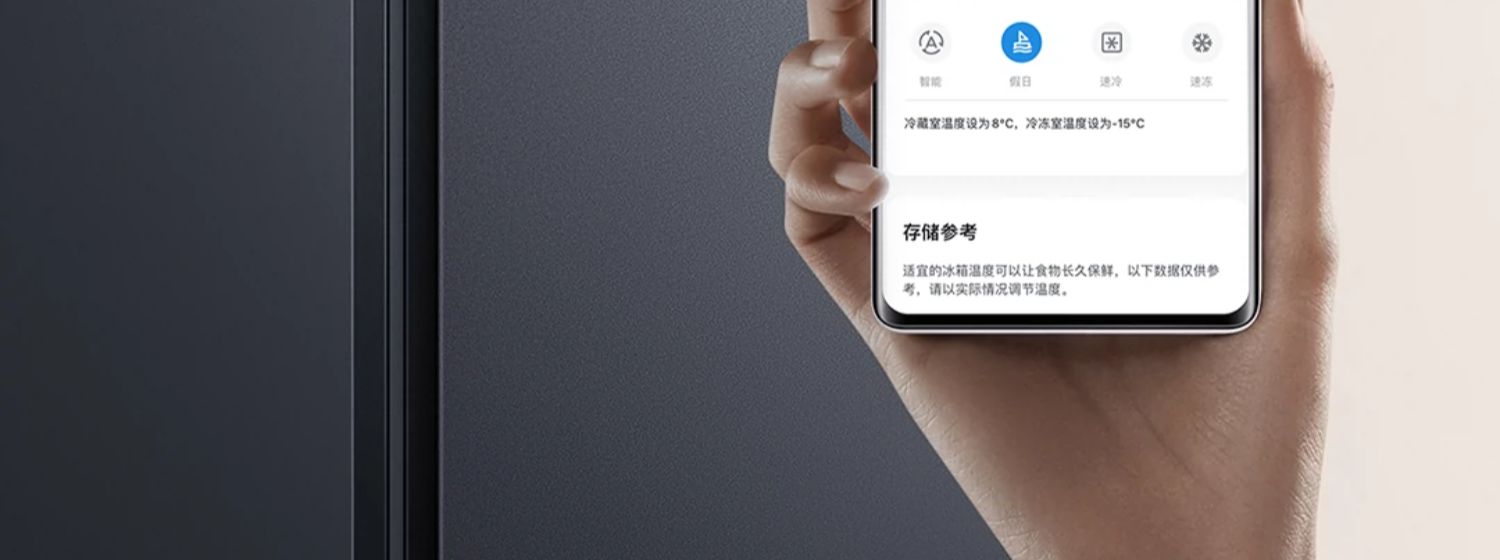 智能 假日 速冷 速冻
冷藏室温度设为8°C，冷冻室温度设为-15°C
存储参考
适宜的冰箱温度可以让食物长久保鲜，以下数据仅供参
考，请以实际情况调节温度。